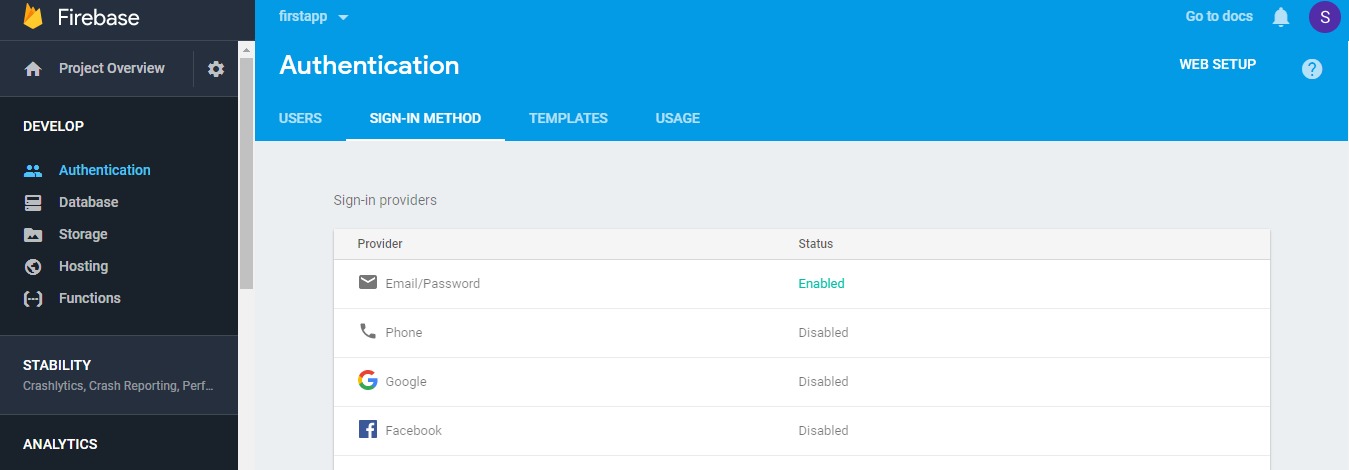 Firebase
Project Overview
DEVELOP
Authentication
Database
Storage
Hosting
Functions
STABILITY
Crashlytics, Crash Reporting, Perf...
ANALYTICS
firstapp
Go to docs
S
Authentication
WEB SETUP
?
USERS SIGN-IN METHOD TEMPLATES USAGE
Sign-in providers
Provider Status
Email/Password Enabled
Phone Disabled
Google Disabled
Facebook Disabled